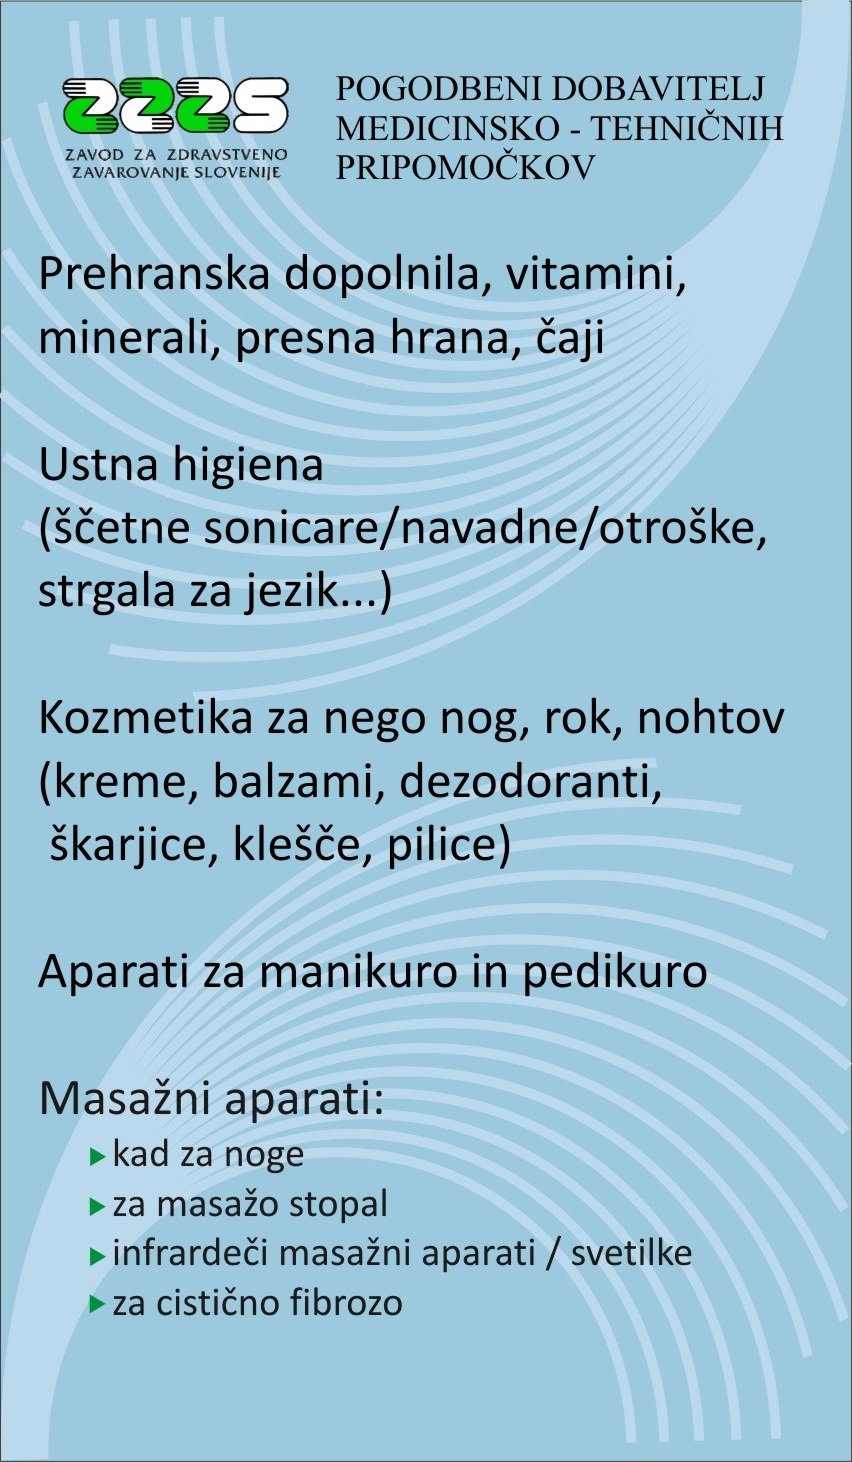 ZZZS
ZAVOD ZA ZDRAVSTVENO
ZAVAROVANJE SLOVENIJE
POGODBENI DOBAVITELJ
MEDICINSKO - TEHNIČNIH
PRIPOMOČKOV
Prehranska dopolnila, vitamini,
minerali, presna hrana, čaji
Ustna higiena
(ščetne sonicare/navadne/otroške,
strgala za jezik...)
Kozmetika za nego nog, rok, nohtov
(kreme, balzami, dezodoranti,
škarjice, klešče, pilice)
Aparati za manikuro in pedikuro
Masažni aparati:
kad za noge
za masažo stopal
infrardeči masažni aparati / svetilke
za cistično fibrozo